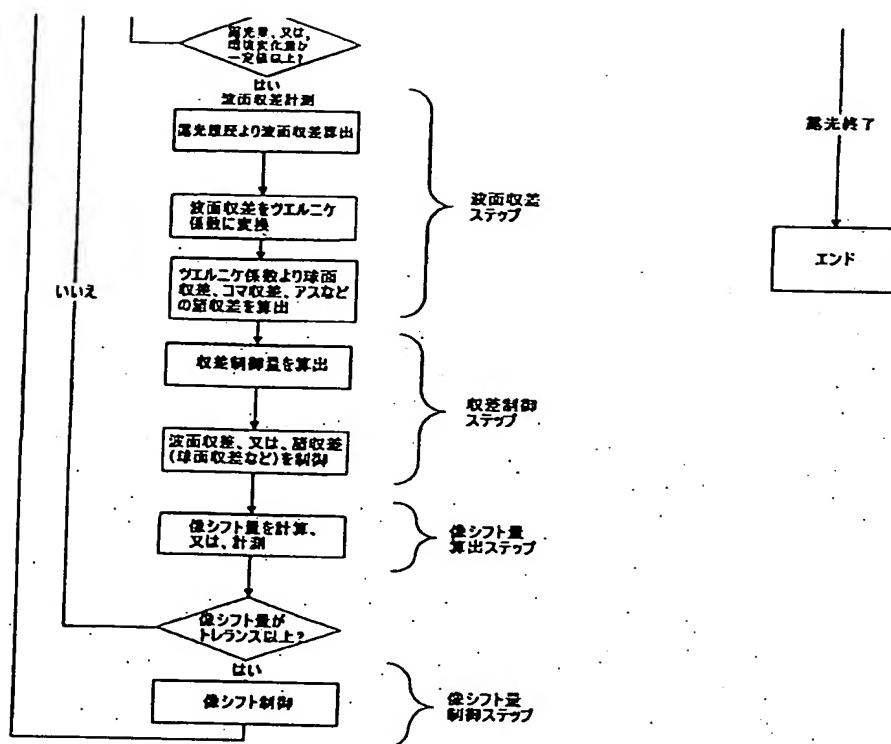 露光量、又は、
環境変化量が
一定値以上?
はい
波面収差計測
露光履歴より波面収差算出
波面収差をツエルニケ
係数に変換
ツエルニケ係数より球面
収差、コマ収差、アスなど
の諸収差を算出
波面収差
ステップ
いいえ
収差制御量を算出
波面収差、又は、諸収差
(球面収差など)を制御
収差制御
ステップ
像シフト量を計算、
又は、計測
像シフト量
算出ステップ
像シフト量が
トレランス以上?
はい
像シフト制御
像シフト量
制御ステップ
露光終了
エンド